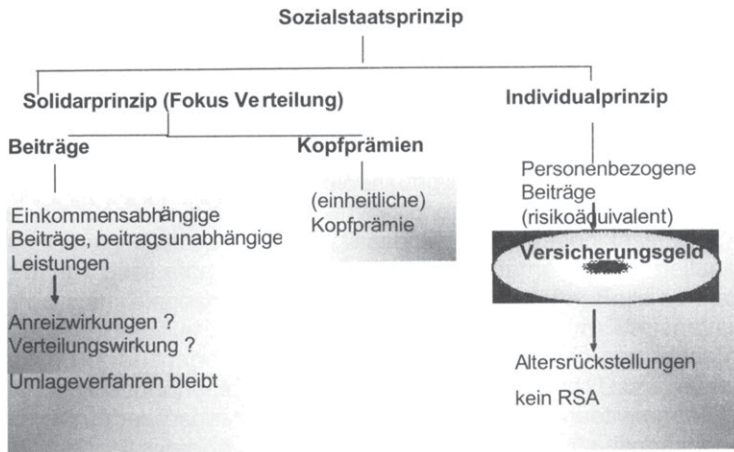 Sozialstaatsprinzip
Solidarprinzip (Fokus Verteilung)
Individualprinzip
Beiträge
Kopfprämien
Einkommensabhängige
Beiträge, beitragsunabhängige
Leistungen
(einheitliche)
Kopfprämie
Personenbezogene
Beiträge
(risikoäquivalent)
Versicherungsgeld
Anreizwirkungen ?
Verteilungswirkung ?
Umlageverfahren bleibt
Altersrückstellungen
kein RSA